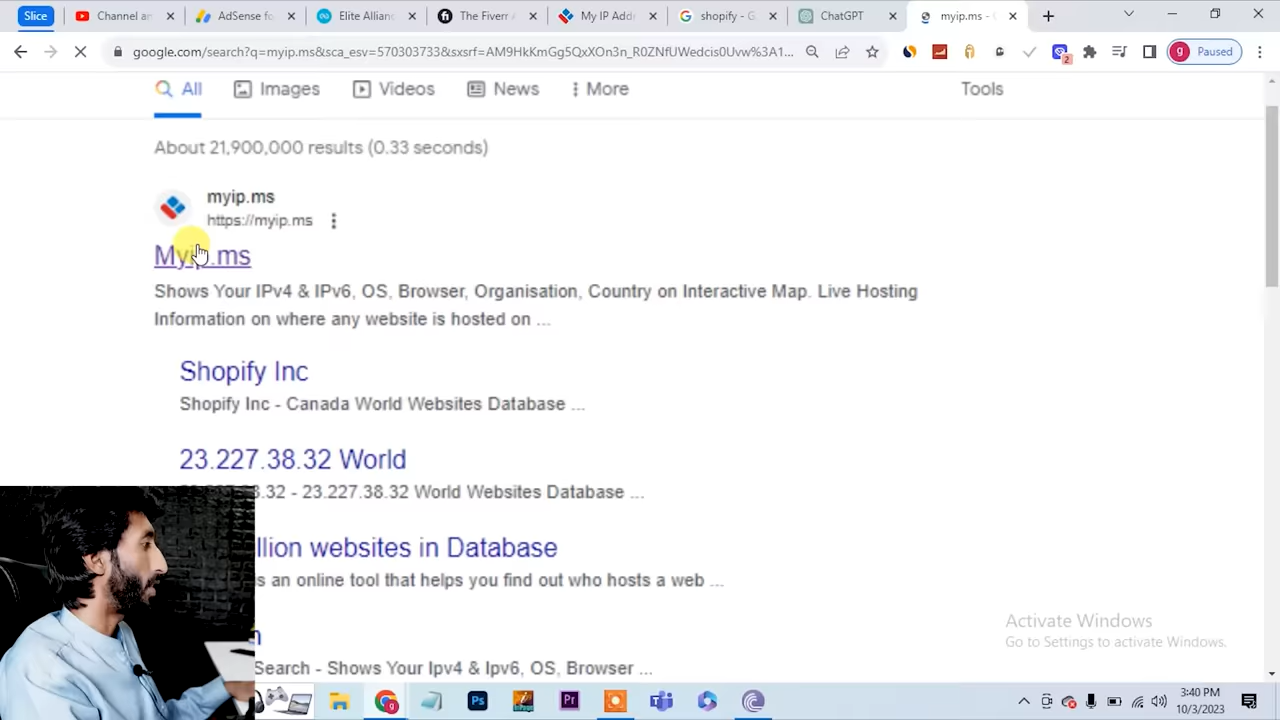 Slice
Channel an
AdSense fo
Elite Allianc
The Fiverr A
My IP Addr
shopify - G
ChatGPT
myip.ms - G
google.com/search?q=myip.ms&sca_esv=570303733&sxsrf=AM9HkKmGg5QxXOn3n_R0ZNfUWedcis0Uvw%3A1...
2
g Paused
All
Images
Videos
News
More
Tools
About 21,900,000 results (0.33 seconds)
myip.ms
https://myip.ms
Myip.ms
Shows Your IPv4 & IPv6, OS, Browser, Organisation, Country on Interactive Map. Live Hosting
Information on where any website is hosted on ...
Shopify Inc
Shopify Inc - Canada World Websites Database ...
23.227.38.32 World
.32 - 23.227.38.32 World Websites Database ...
llion websites in Database
s an online tool that helps you find out who hosts a web ...
Search - Shows Your Ipv4 & Ipv6, OS, Browser ...
Activate Windows
Go to Settings to activate Windows.
Ps
Pr
3:40 PM
10/3/2023